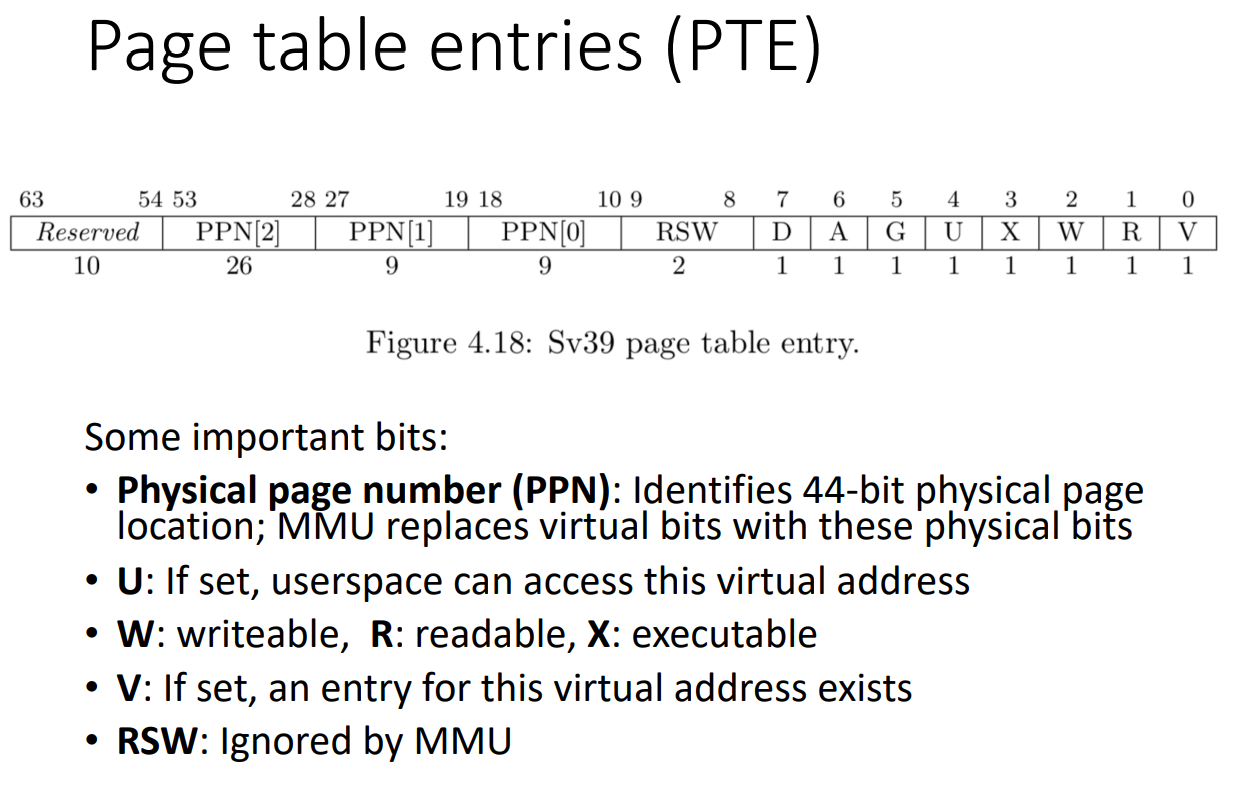 Page table entries (PTE)
63 54 53 28 27 19 18 10 9 8 7 6 5 4 3 2 1 0
Reserved PPN[2] PPN[1] PPN[0] RSW D A G U X W R V
10 26 9 9 2 1 1 1 1 1 1 1 1
Figure 4.18: Sv39 page table entry.
Some important bits:
• Physical page number (PPN): Identifies 44-bit physical page
location; MMU replaces virtual bits with these physical bits
• U: If set, userspace can access this virtual address
• W: writeable, R: readable, X: executable
• V: If set, an entry for this virtual address exists
• RSW: Ignored by MMU